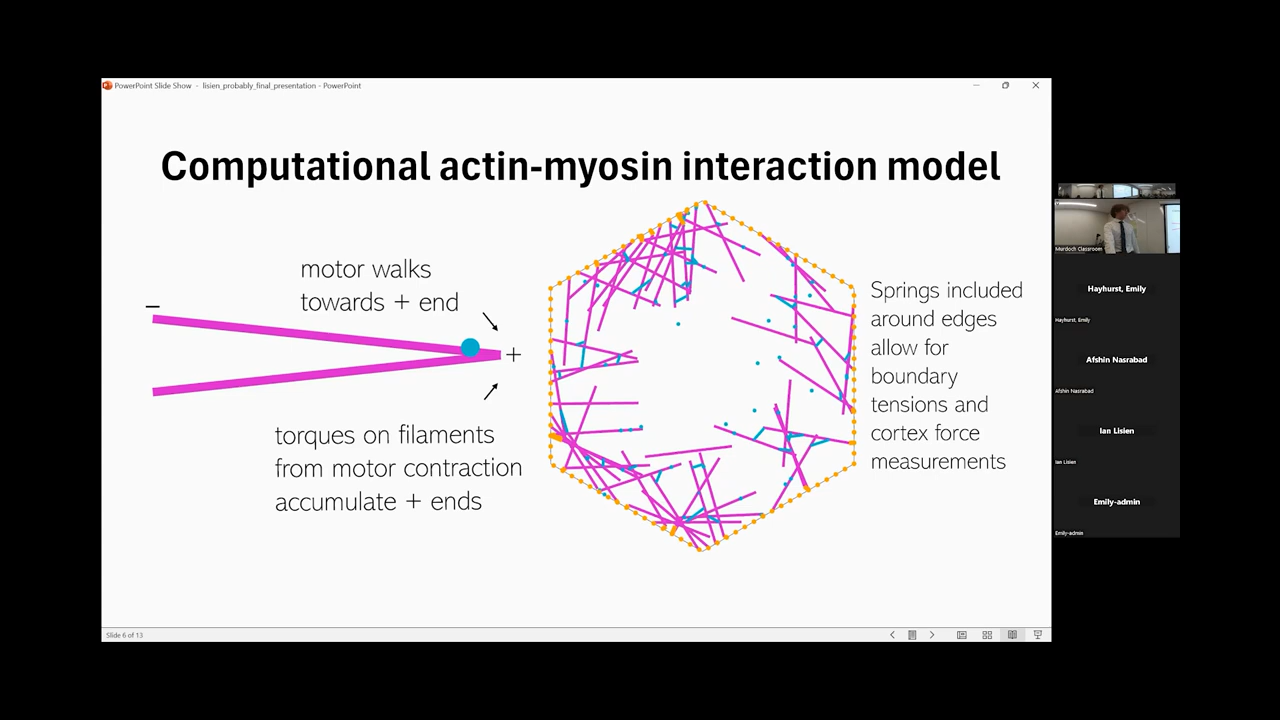 PowerPoint Slide Show - lisien_probably_final_presentation - PowerPoint
Computational actin-myosin interaction model
motor walks
towards + end
−
+
torques on filaments
from motor contraction
accumulate + ends
Springs included
around edges
allow for
boundary
tensions and
cortex force
measurements
Slide 6 of 13
Murdoch Classroom
Hayhurst, Emily
Hayhurst, Emily
Afshin Nasrabad
Afshin Nasrabad
Ian Lisien
Ian Lisien
Emily-admin
Emily-admin